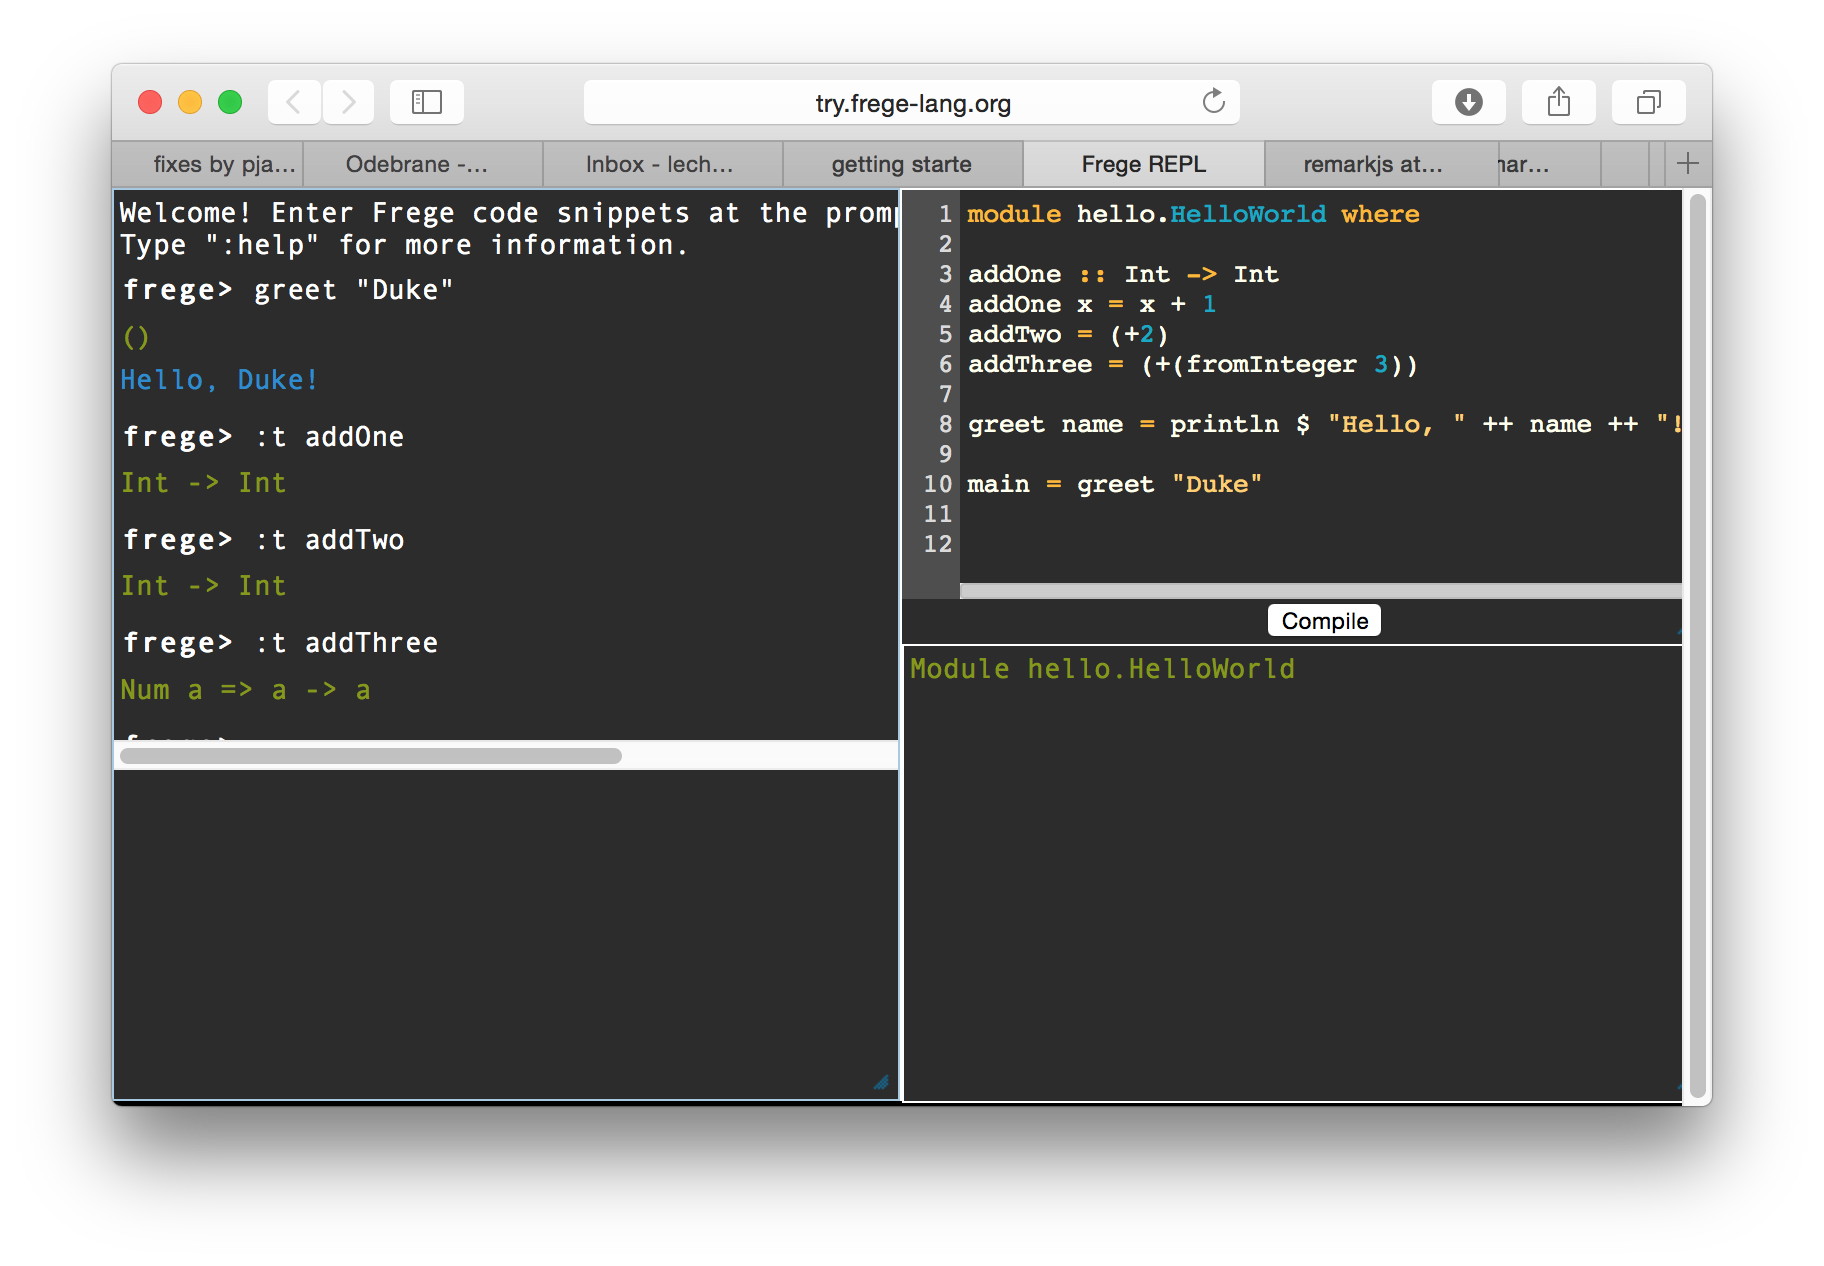 try.frege-lang.org
fixes by pja...
Odebrane -...
Inbox - lech...
getting starte
Frege REPL
remarkjs at...
Welcome! Enter Frege code snippets at the
Type ":help" for more information.
frege> greet "Duke"
()
Hello, Duke!
frege> :t addOne
Int -> Int
frege> :t addTwo
Int -> Int
frege> :t addThree
Num a => a -> a
1 module hello.HelloWorld where
2
3 addOne :: Int -> Int
4 addOne x = x + 1
5 addTwo = (+2)
6 addThree = (+(fromInteger 3))
7
8 greet name = println $ "Hello, " ++ name ++ "!
9
10 main = greet "Duke"
11
12
Compile
Module hello.HelloWorld